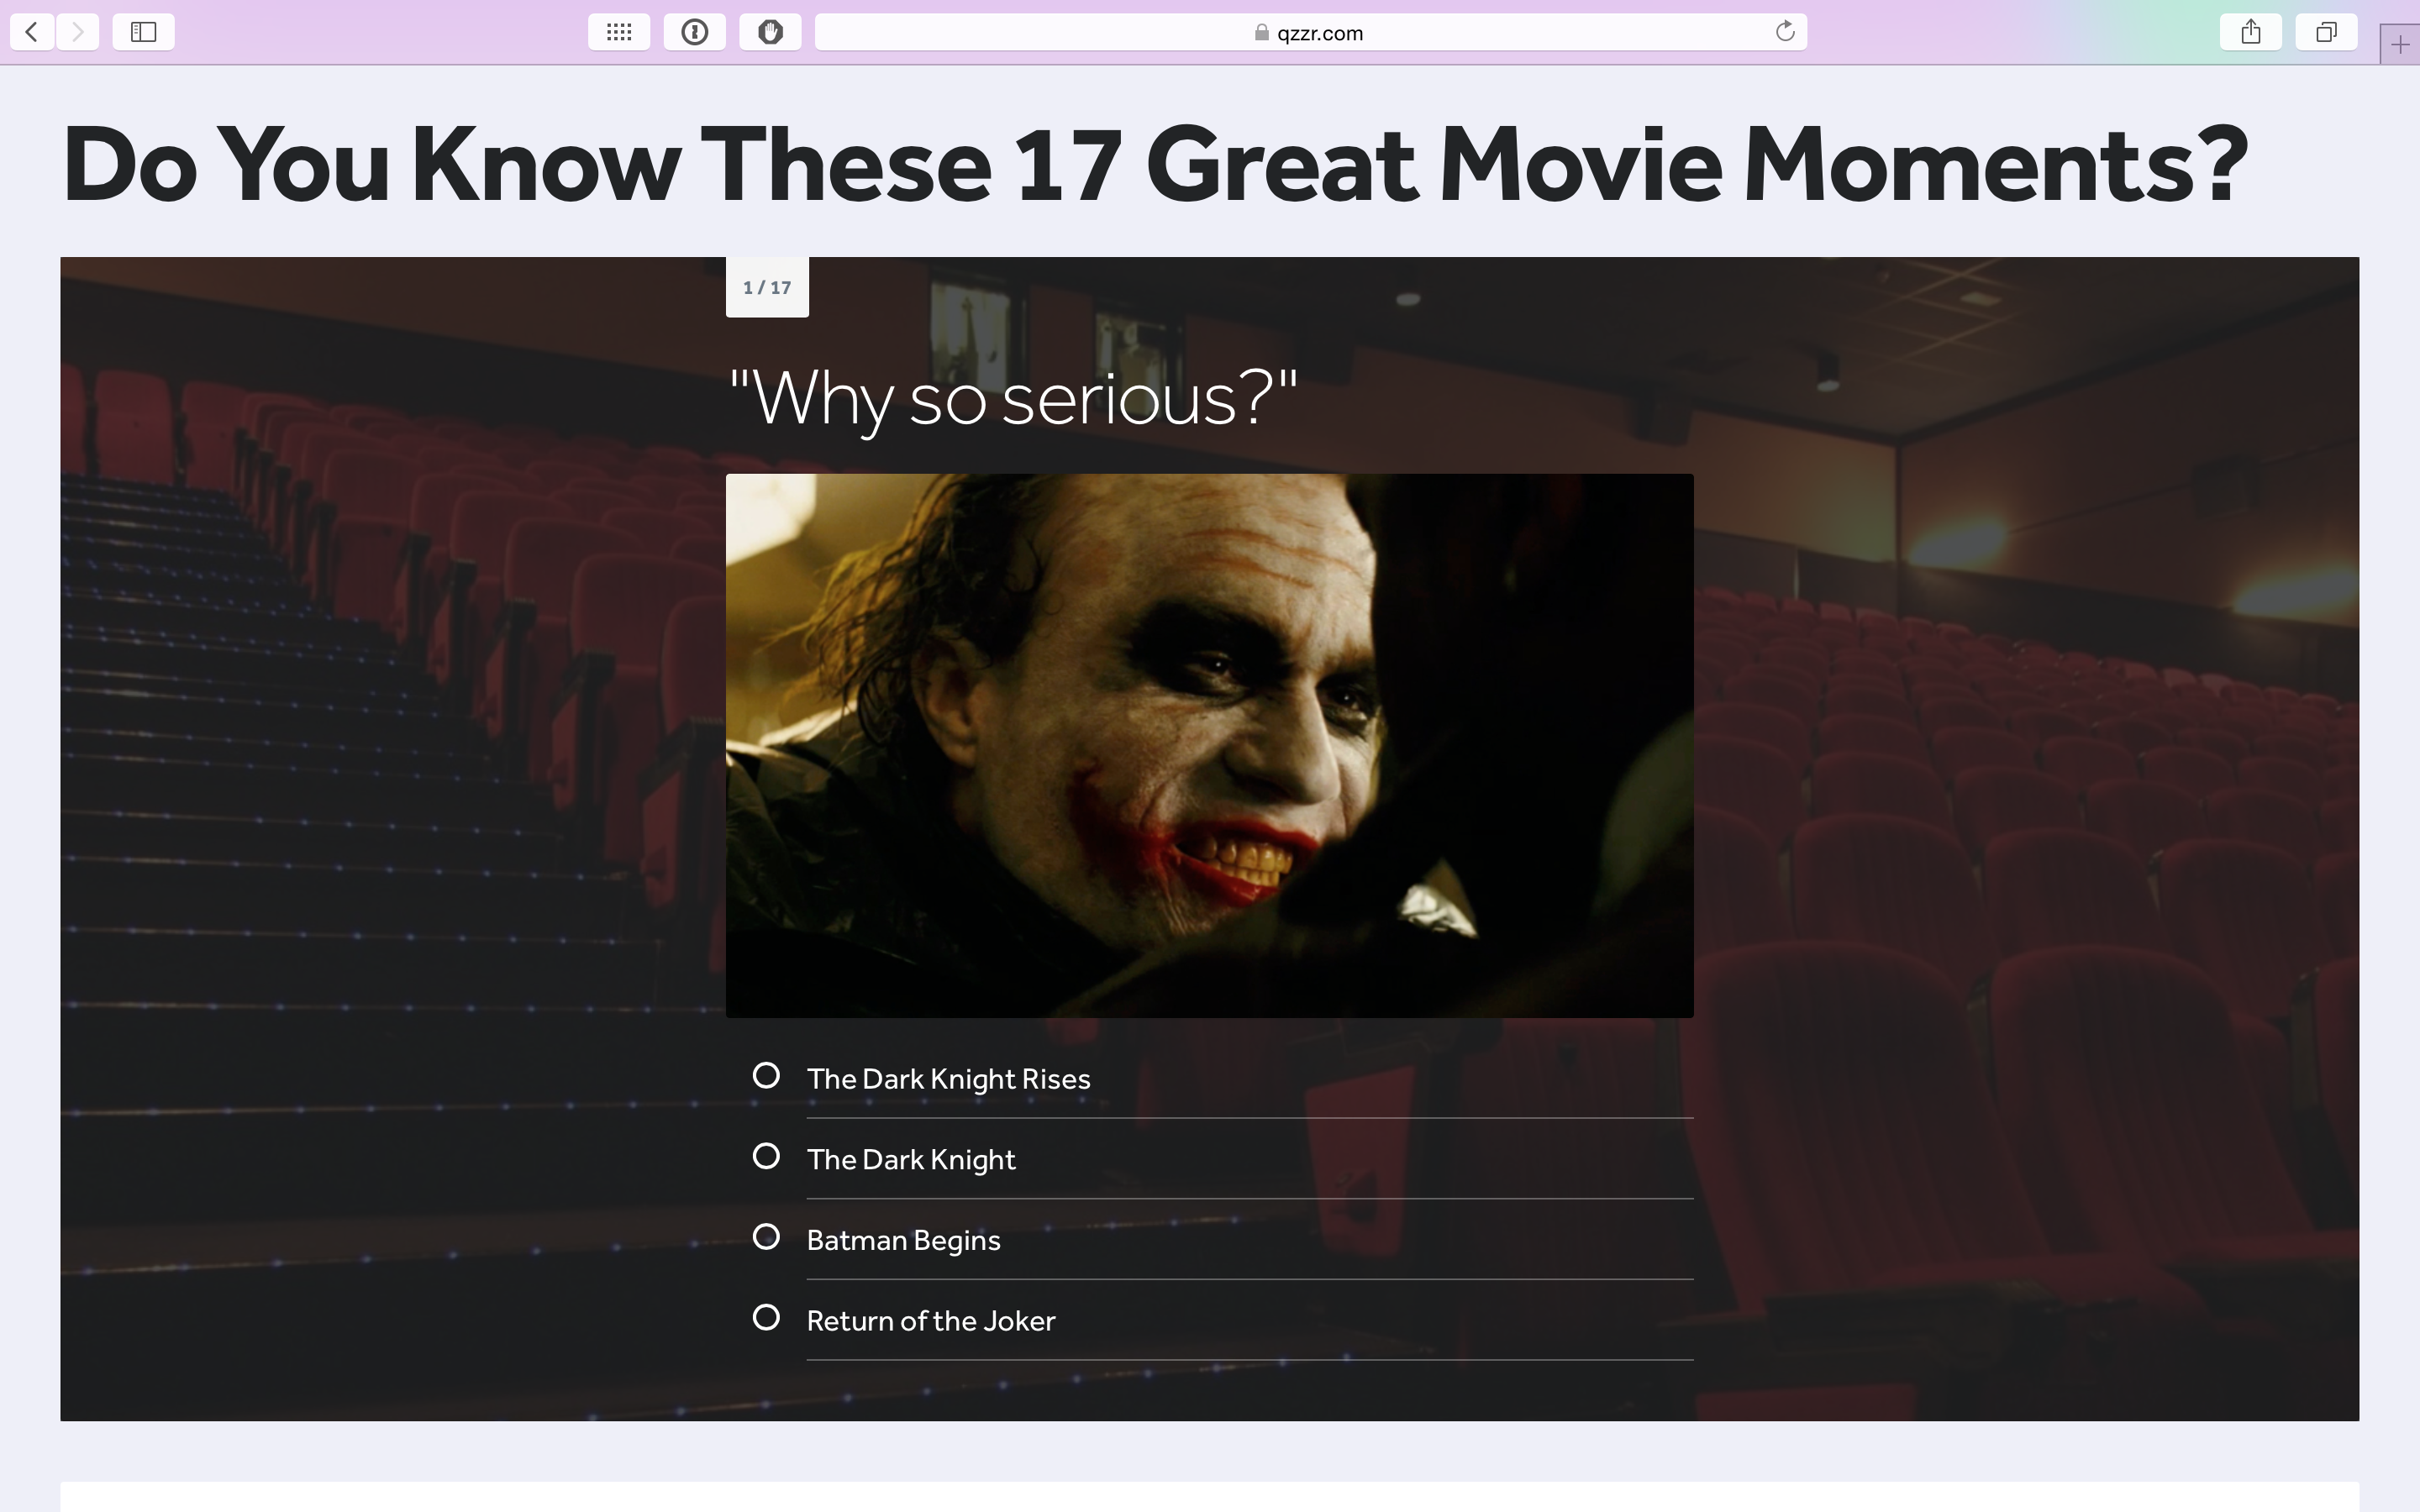 qzzr.com
Do You Know These 17 Great Movie Moments?
1 / 17
"Why so serious?"
The Dark Knight Rises
The Dark Knight
Batman Begins
Return of the Joker